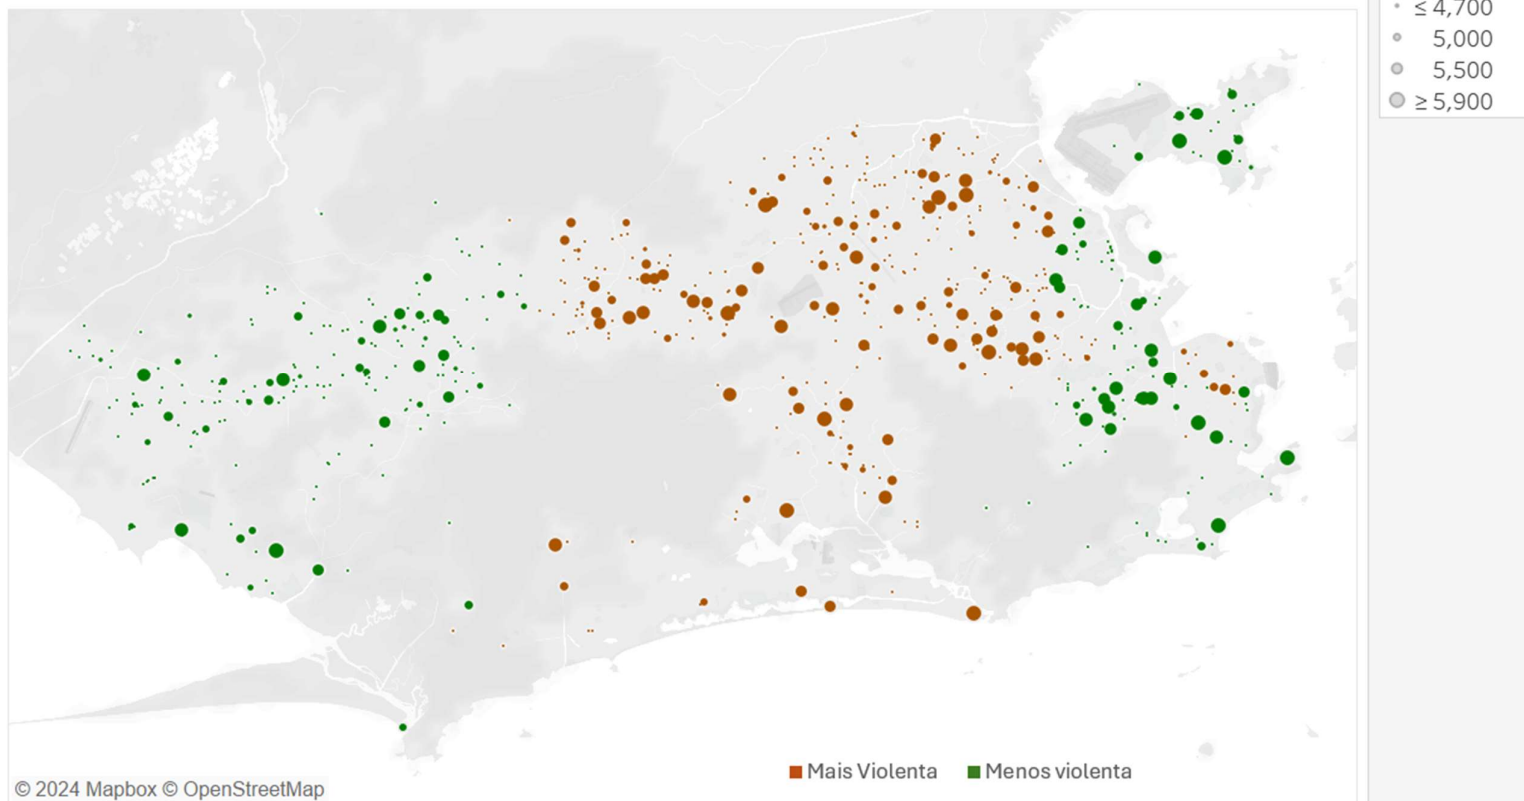 ≤ 4,700
5,000
5,500
≥ 5,900
Mais Violenta
Menos violenta
© 2024 Mapbox © OpenStreetMap